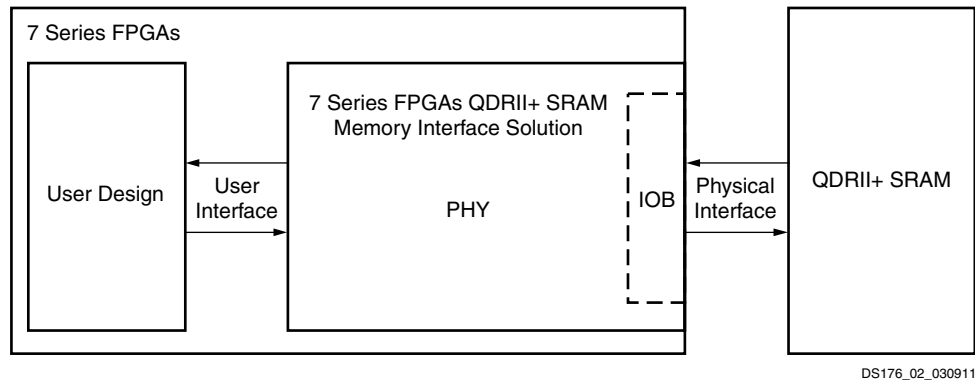 7 Series FPGAs
7 Series FPGAs QDRII+ SRAM
Memory Interface Solution
User Design
User
Interface
PHY
IOB
Physical
Interface
QDRII+ SRAM
DS176_02_030911